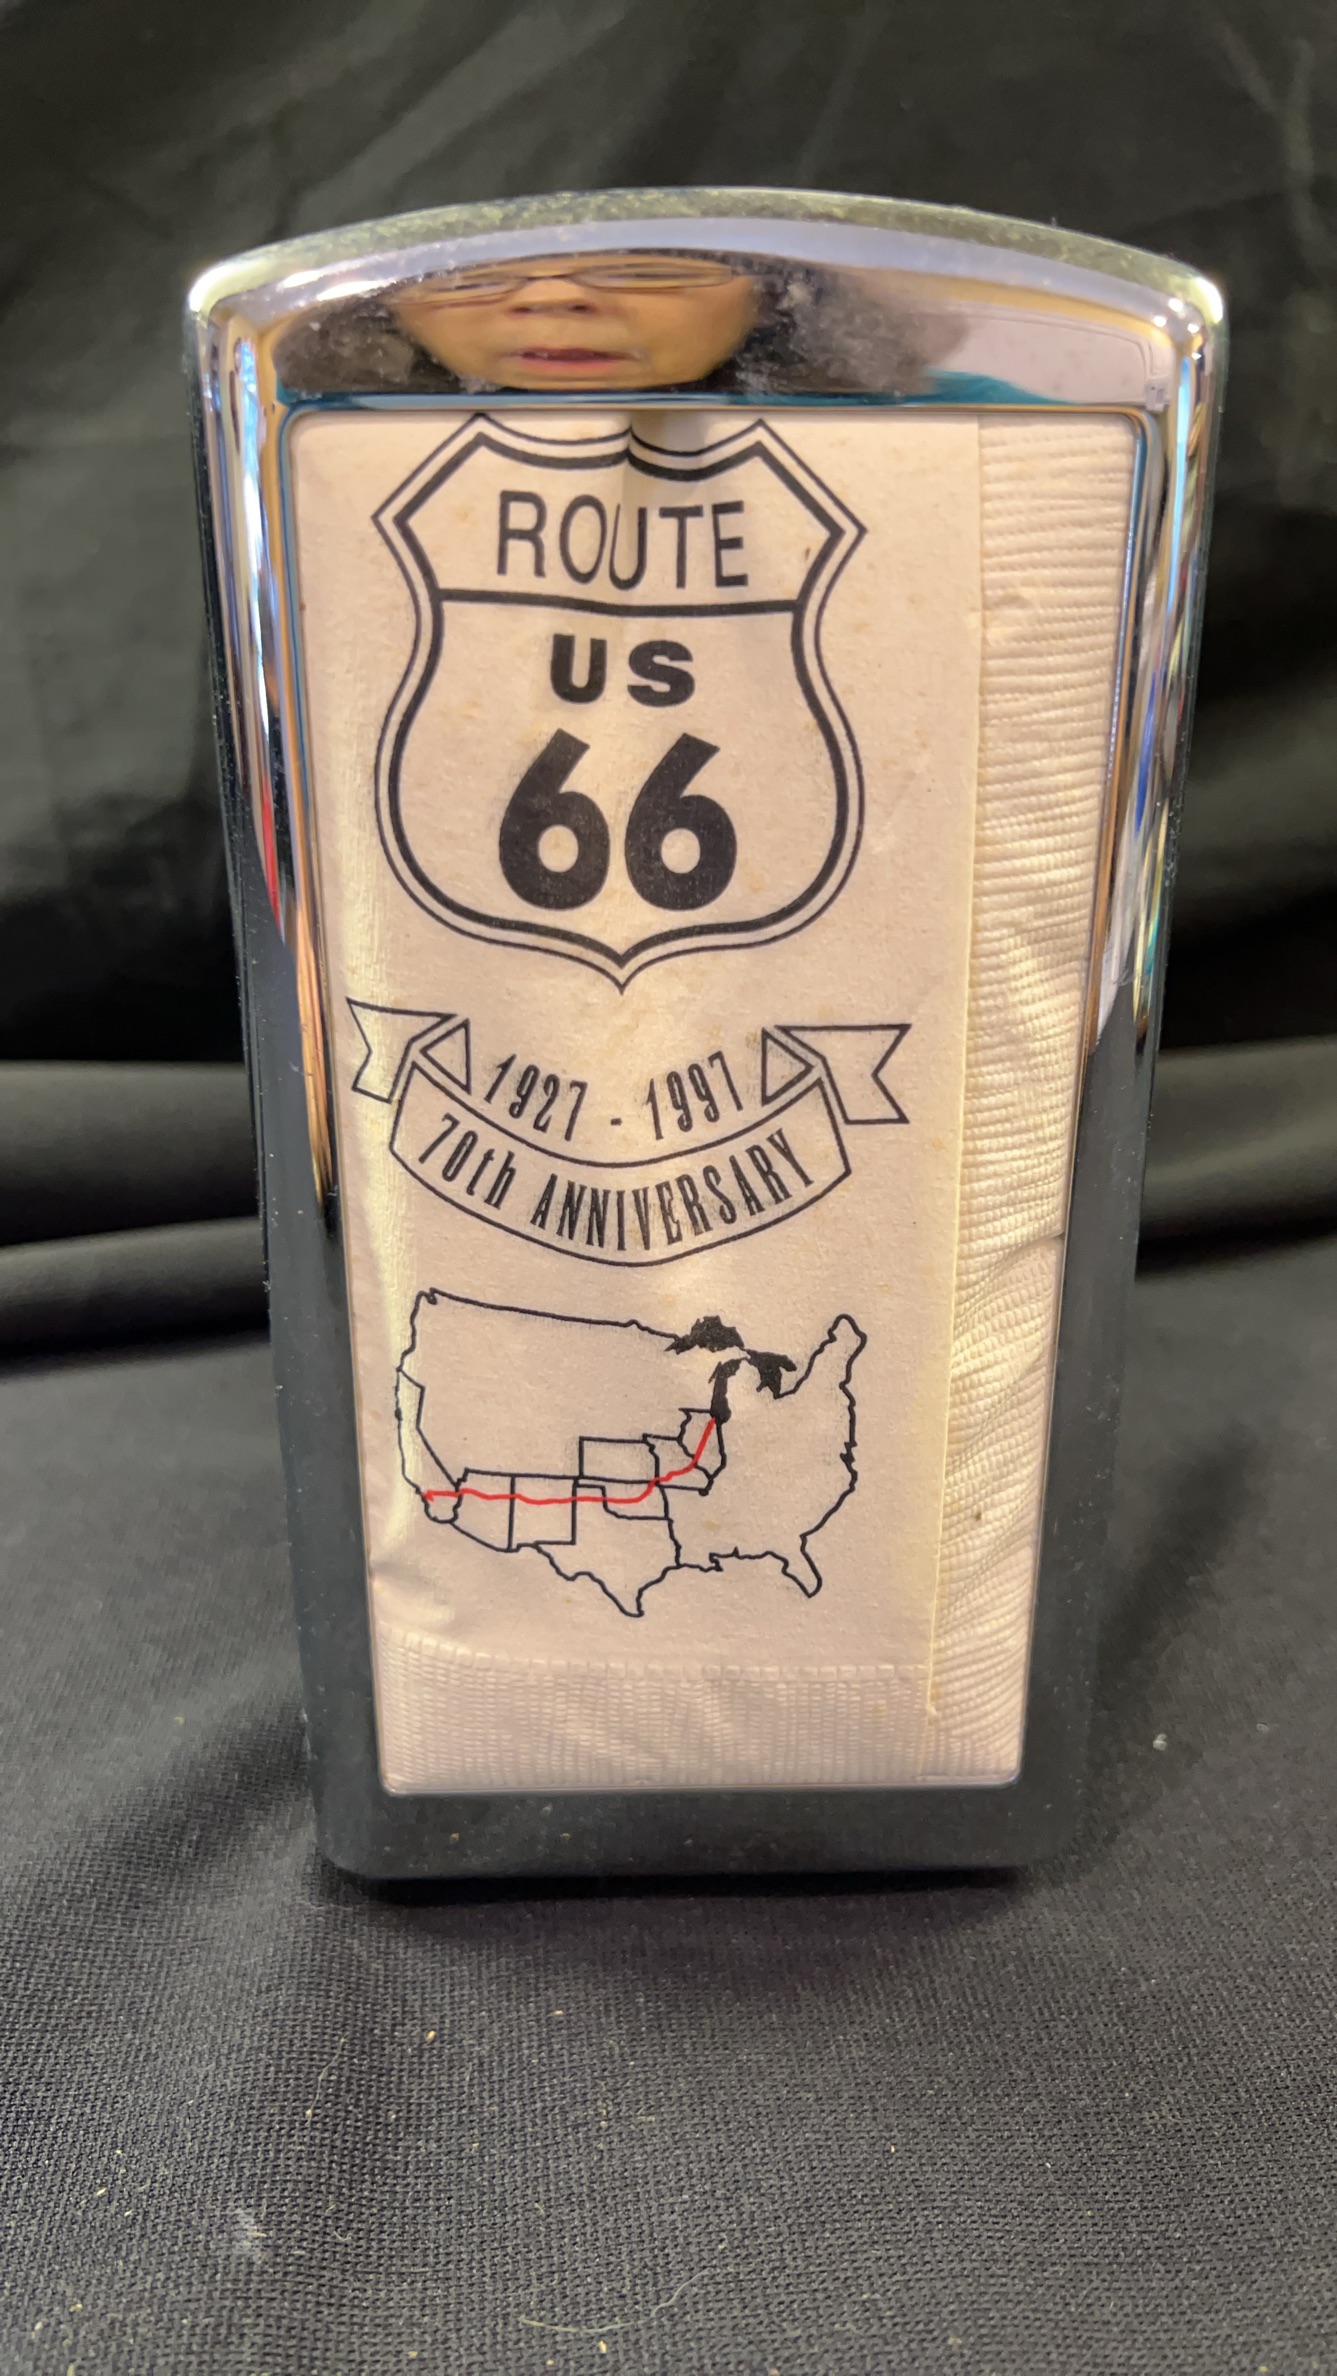 ROUTE
US
66
1927 - 1997
70th ANNIVERSARY